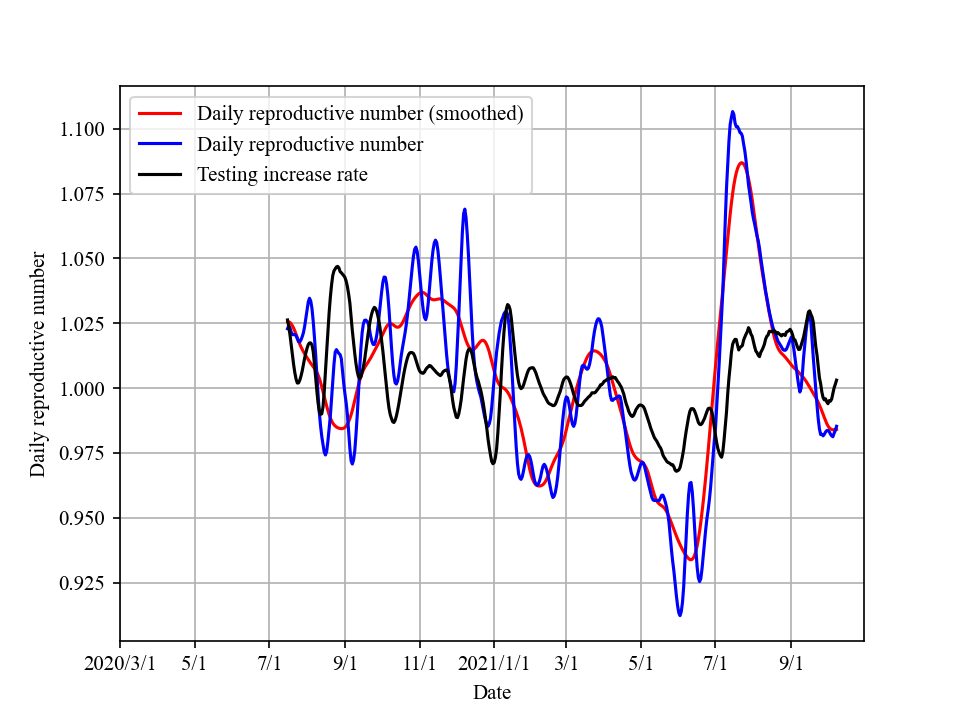 Daily reproductive number (smoothed)
Daily reproductive number
Testing increase rate
Daily reproductive number
1.100
1.075
1.050
1.025
1.000
0.975
0.950
0.925
2020/3/1 5/1 7/1 9/1 11/1 2021/1/1 3/1 5/1 7/1 9/1
Date